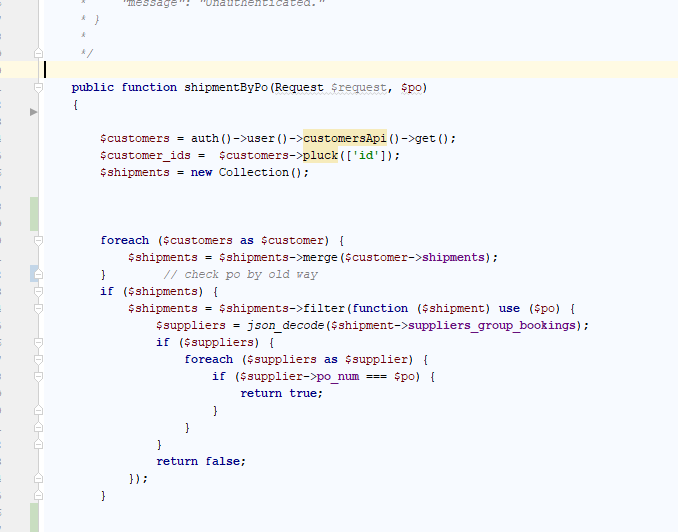 *     "message": "Unauthenticated."
* }
*
*/
public function shipmentByPo(Request $request, $po)
{
$customers = auth()->user()->customersApi()->get();
$customer_ids =  $customers->pluck(['id']);
$shipments = new Collection();
foreach ($customers as $customer) {
$shipments = $shipments->merge($customer->shipments);
}        // check po by old way
if ($shipments) {
$shipments = $shipments->filter(function ($shipment) use ($po) {
$suppliers = json_decode($shipment->suppliers_group_bookings);
if ($suppliers) {
foreach ($suppliers as $supplier) {
if ($supplier->po_num === $po) {
return true;
}
}
}
return false;
});
}